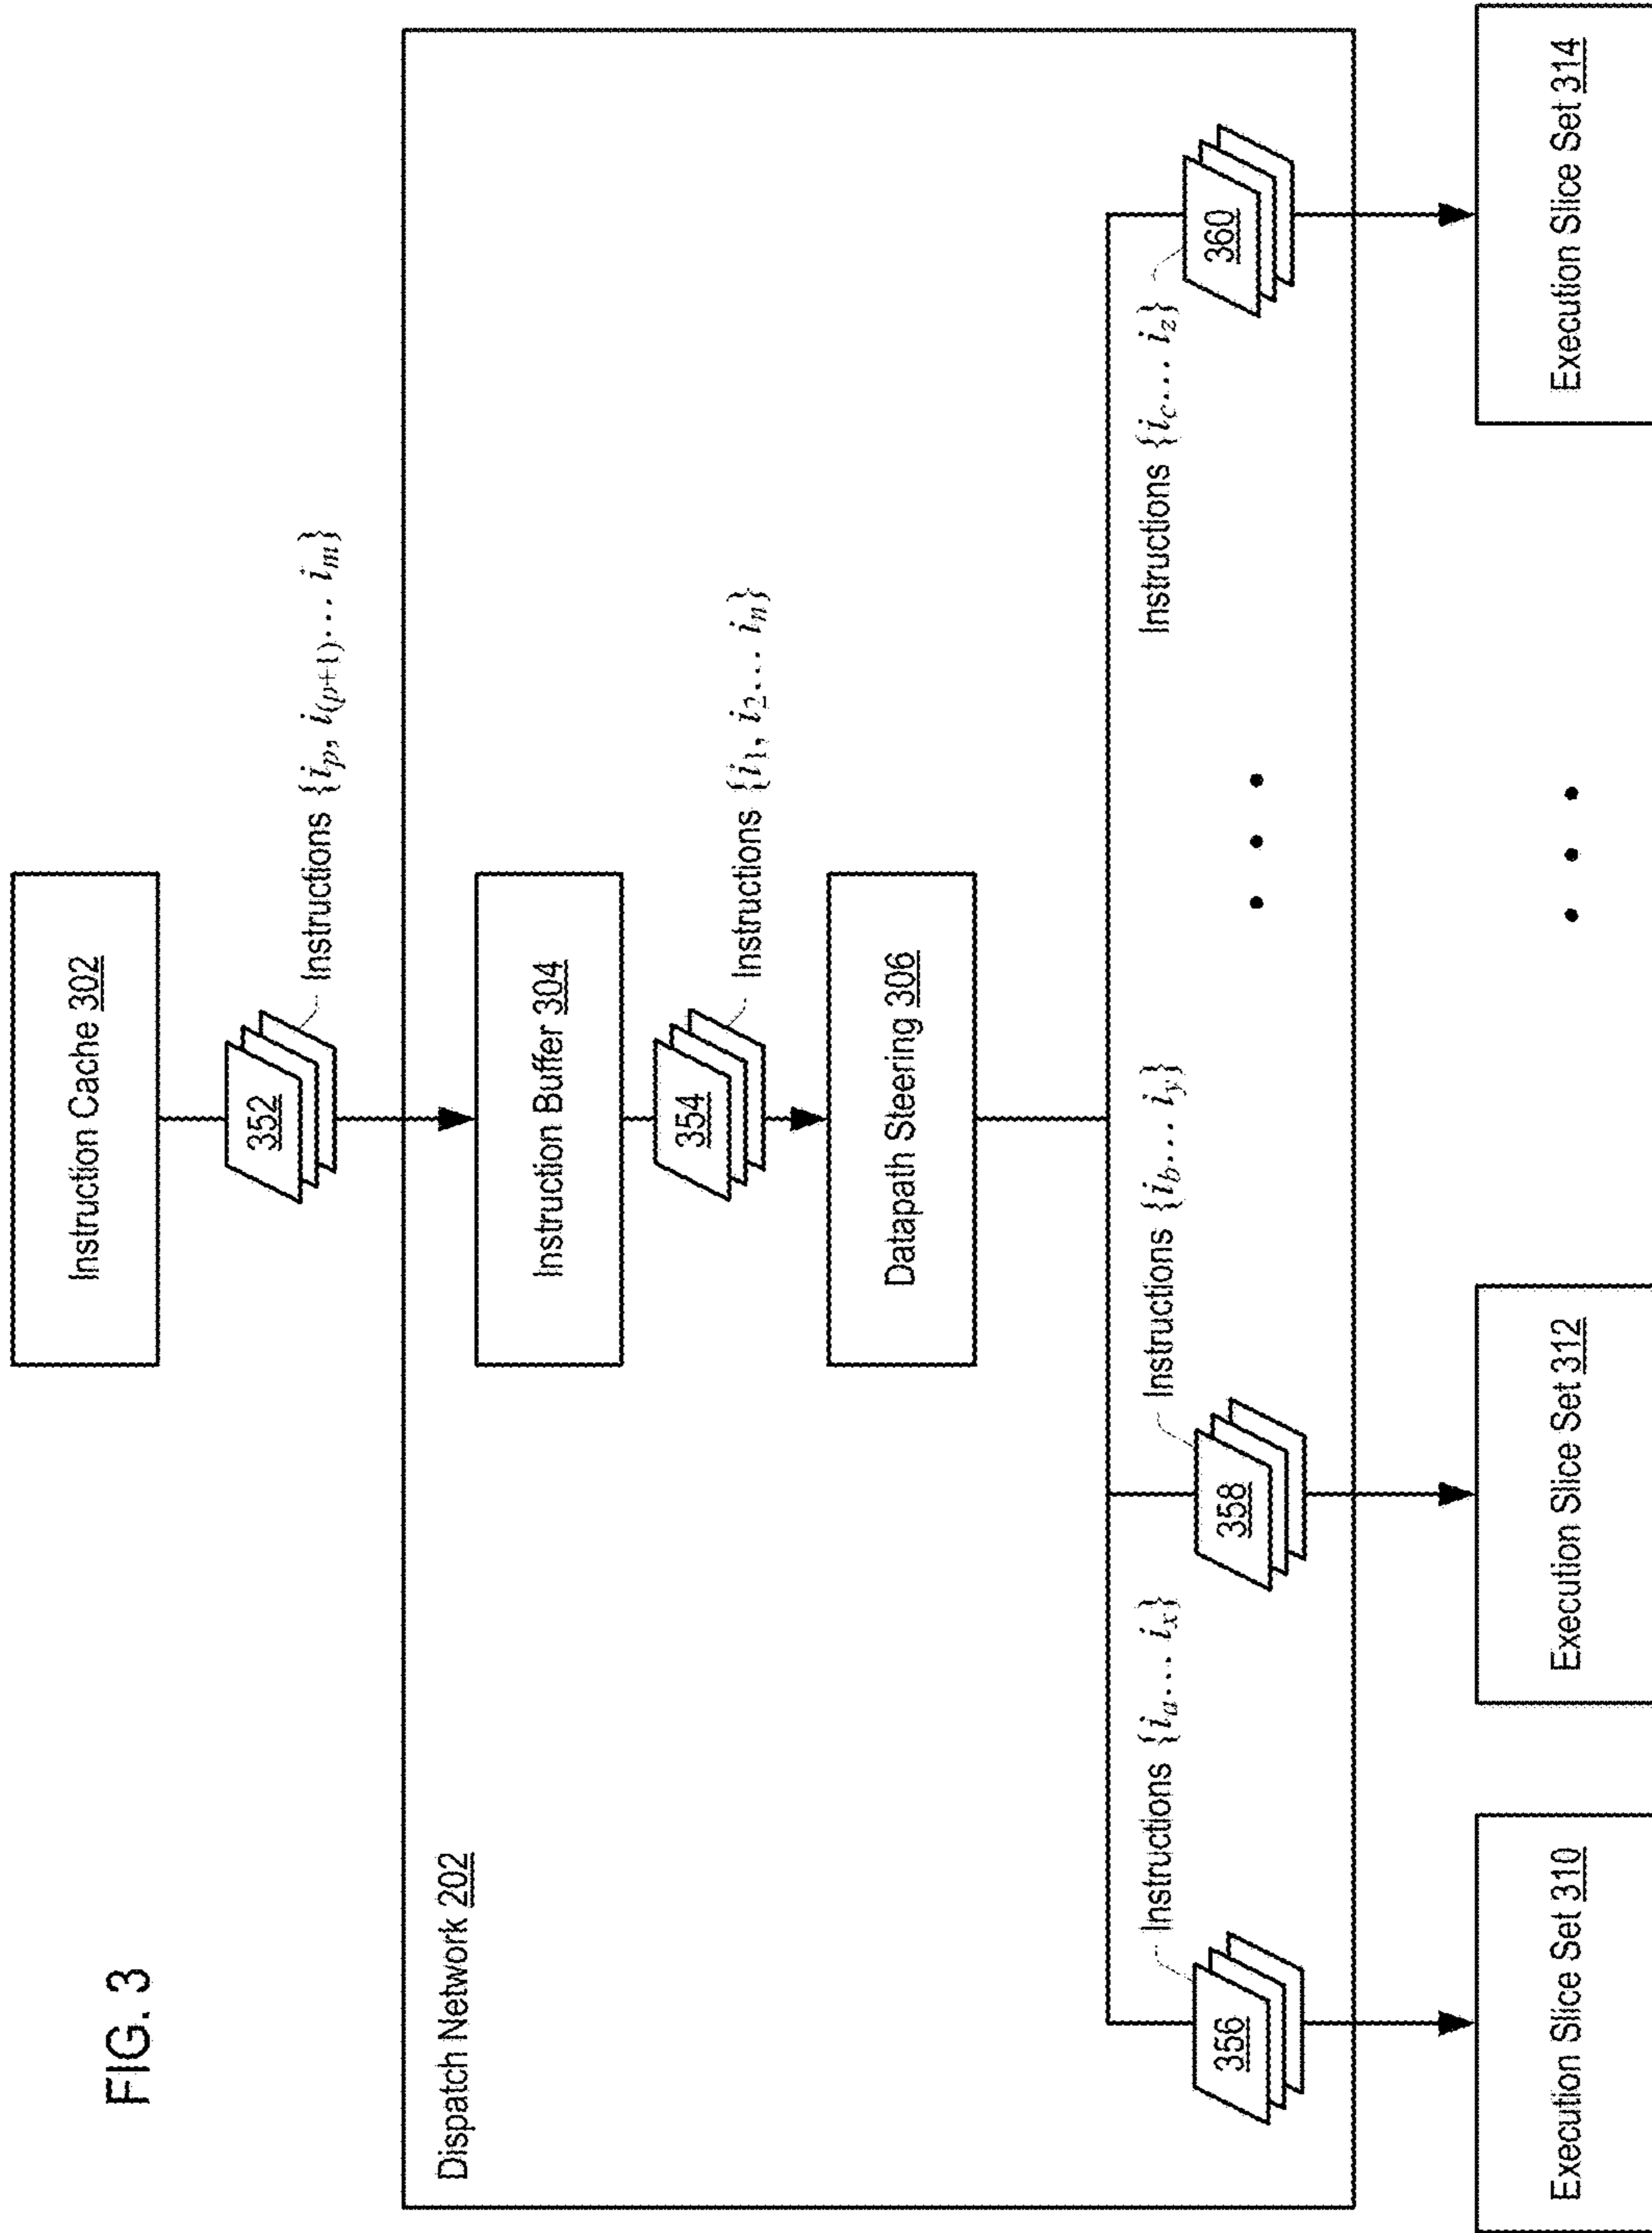 FIG. 3
Instruction Cache 302
352
Instructions {i_p, i_(p+1)... i_m}
Dispatch Network 202
Instruction Buffer 304
354
Instructions {i_1, i_2... i_n}
Datapath Steering 306
Instructions {i_a... i_x}
Instructions {i_b... i_y}
Instructions {i_c... i_z}
356
358
360
• • •
Execution Slice Set 310
Execution Slice Set 312
• • •
Execution Slice Set 314